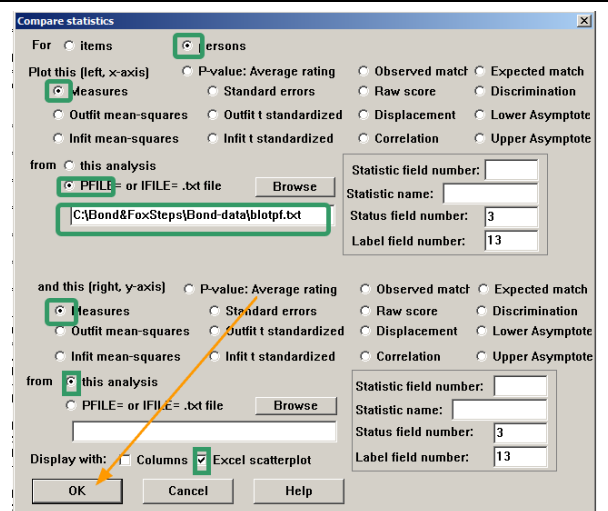 Compare statistics
For items persons
Plot this (left, x-axis) P-value: Average rating Observed match Expected match
Measures Standard errors Raw score Discrimination
Outfit mean-squares Outfit t standardized Displacement Lower Asymptote
Infit mean-squares Infit t standardized Correlation Upper Asymptote
from this analysis
PFILE= or IFILE= .txt file Browse
C:\Bond&FoxSteps\Bond-data\blotpf.txt
Statistic field number:
Statistic name:
Status field number: 3
Label field number: 13
and this (right, y-axis) P-value: Average rating Observed match Expected match
Measures Standard errors Raw score Discrimination
Outfit mean-squares Outfit t standardized Displacement Lower Asymptote
Infit mean-squares Infit t standardized Correlation Upper Asymptote
from this analysis
PFILE= or IFILE= .txt file Browse
Statistic field number:
Statistic name:
Status field number: 3
Label field number: 13
Display with: Columns Excel scatterplot
OK Cancel Help